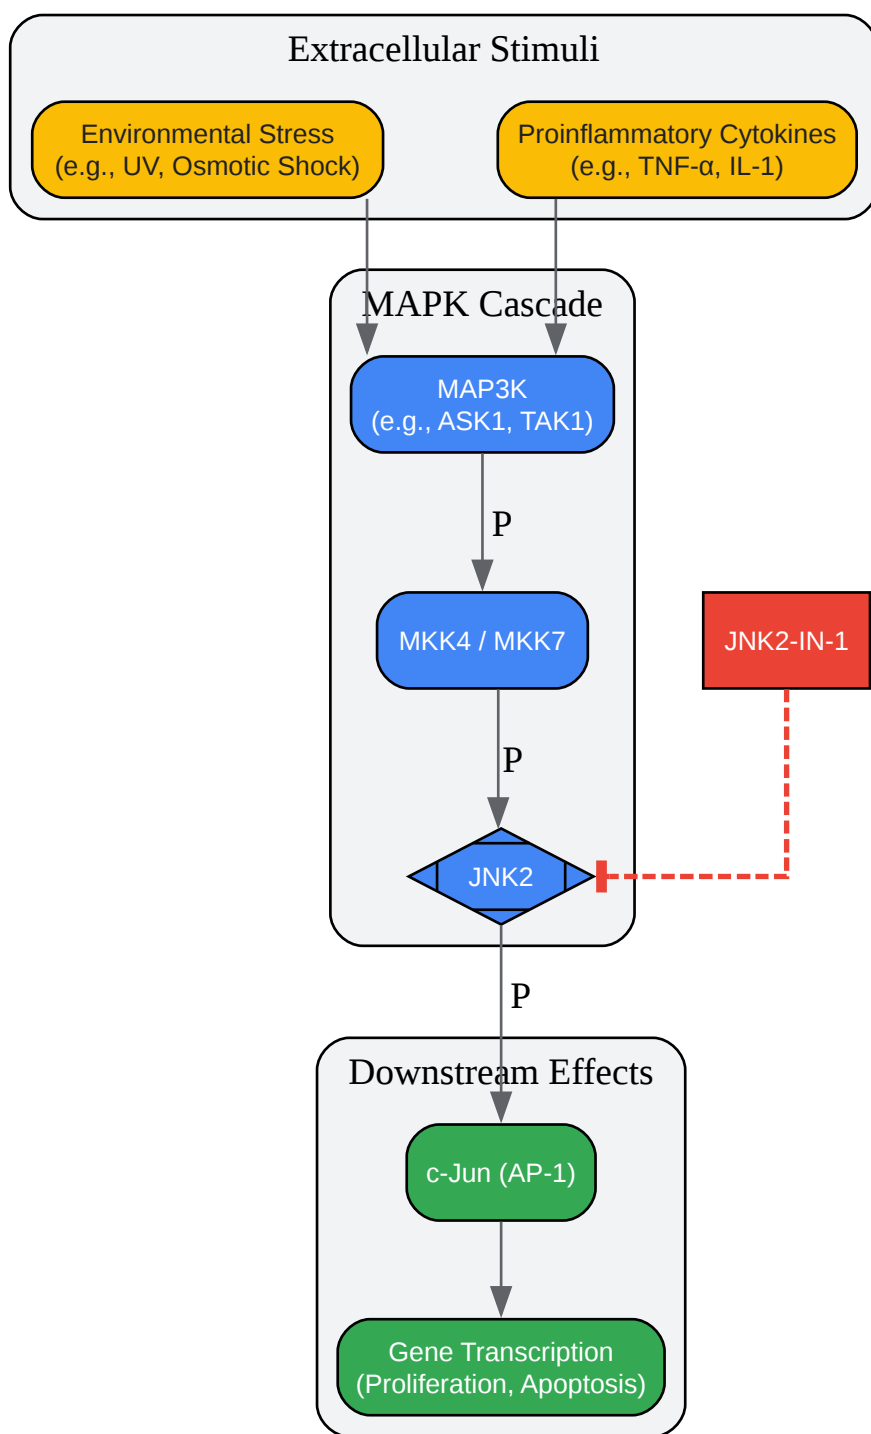 Extracellular Stimuli
Environmental Stress
(e.g., UV, Osmotic Shock)
Proinflammatory Cytokines
(e.g., TNF-α, IL-1)
MAPK Cascade
MAP3K
(e.g., ASK1, TAK1)
P
MKK4 / MKK7
JNK2-IN-1
P
JNK2
P
Downstream Effects
c-Jun (AP-1)
Gene Transcription
(Proliferation, Apoptosis)